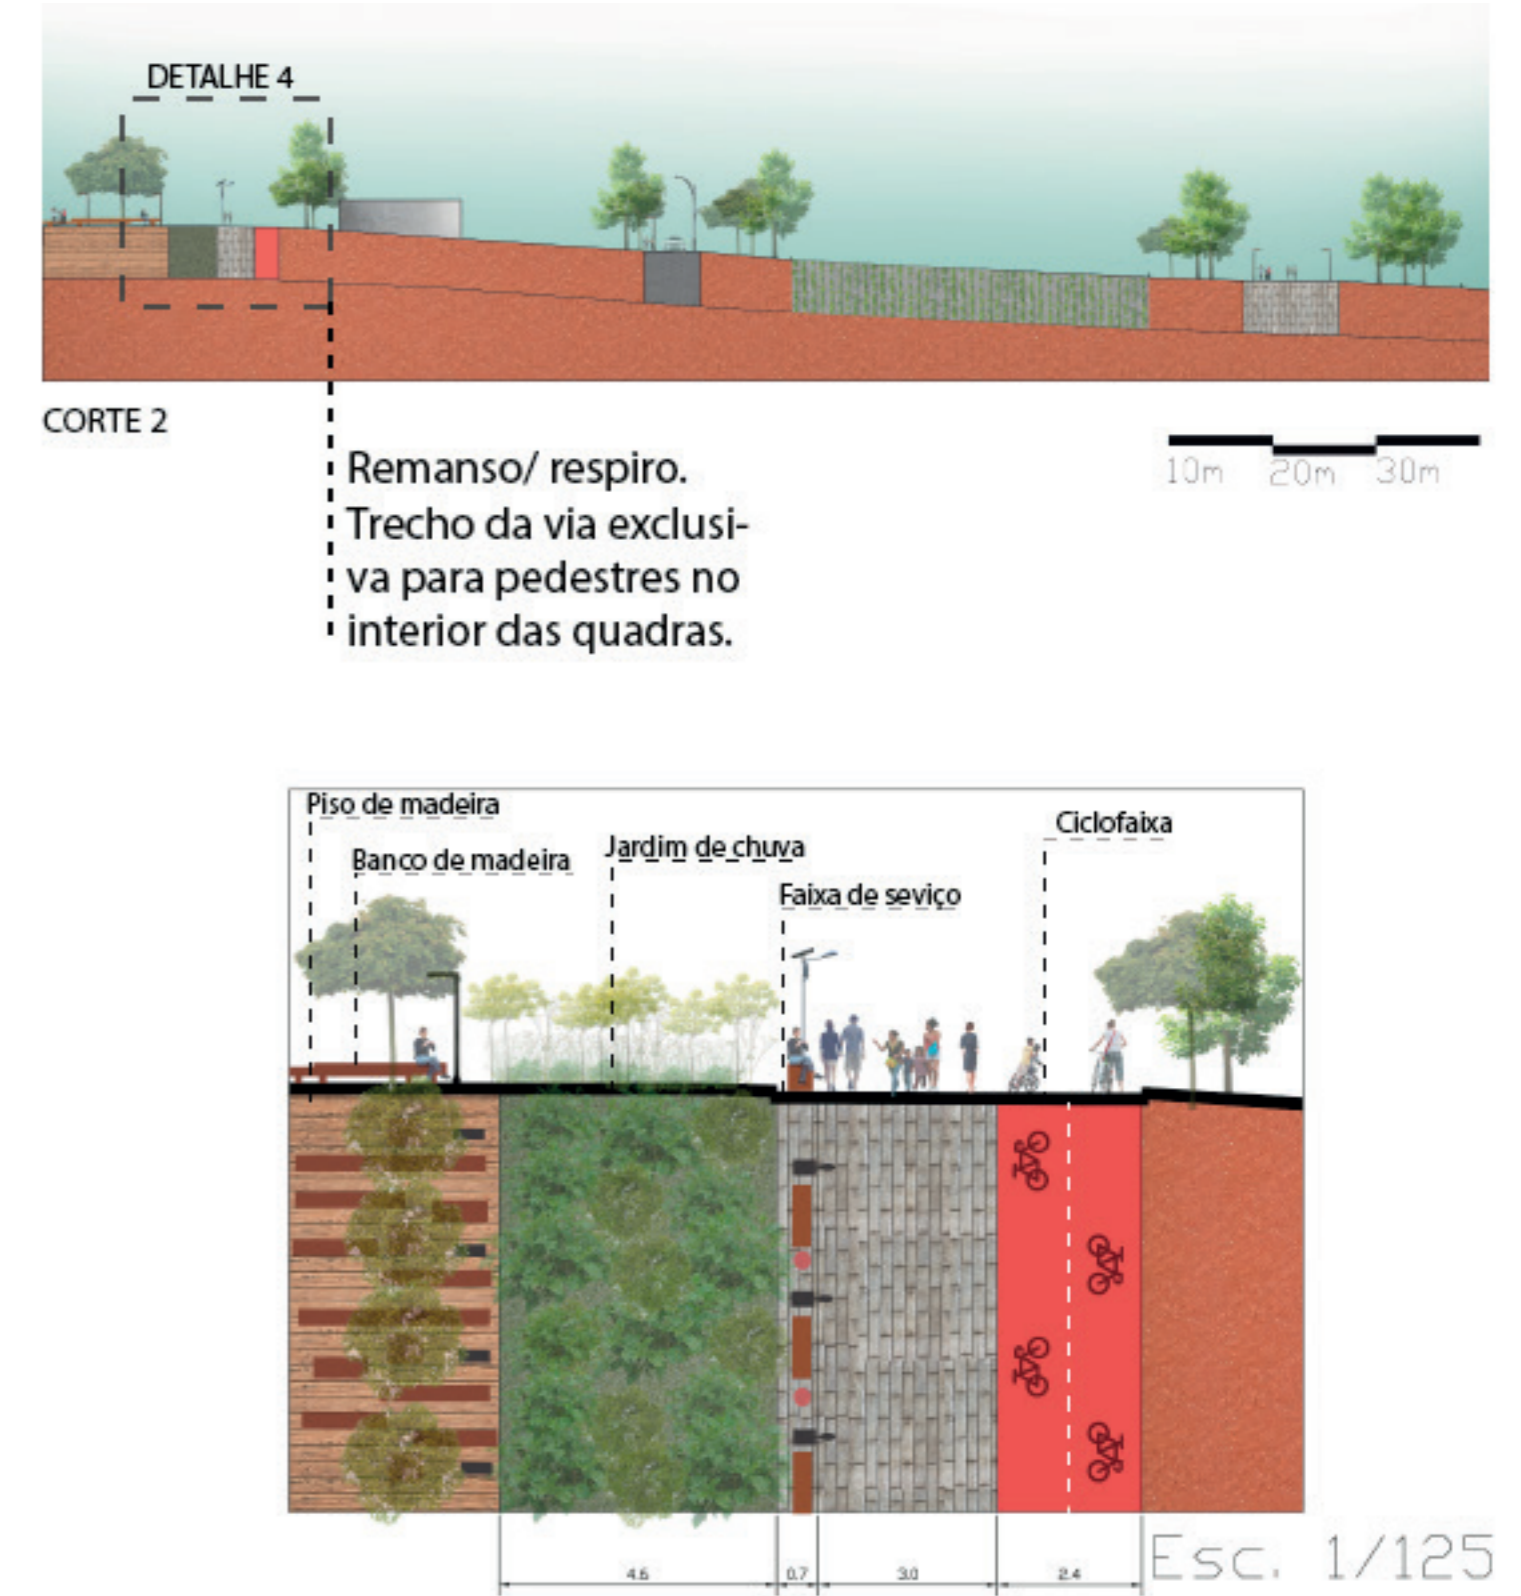 DETALHE 4
CORTE 2
10m 20m 30m
Remanso/ respiro.
Trecho da via exclusi-
va para pedestres no
interior das quadras.
Piso de madeira
Banco de madeira
Jardim de chuva
Faixa de seviço
Ciclofaixa
4.6 0.7 3.0 2.4
Esc. 1/125